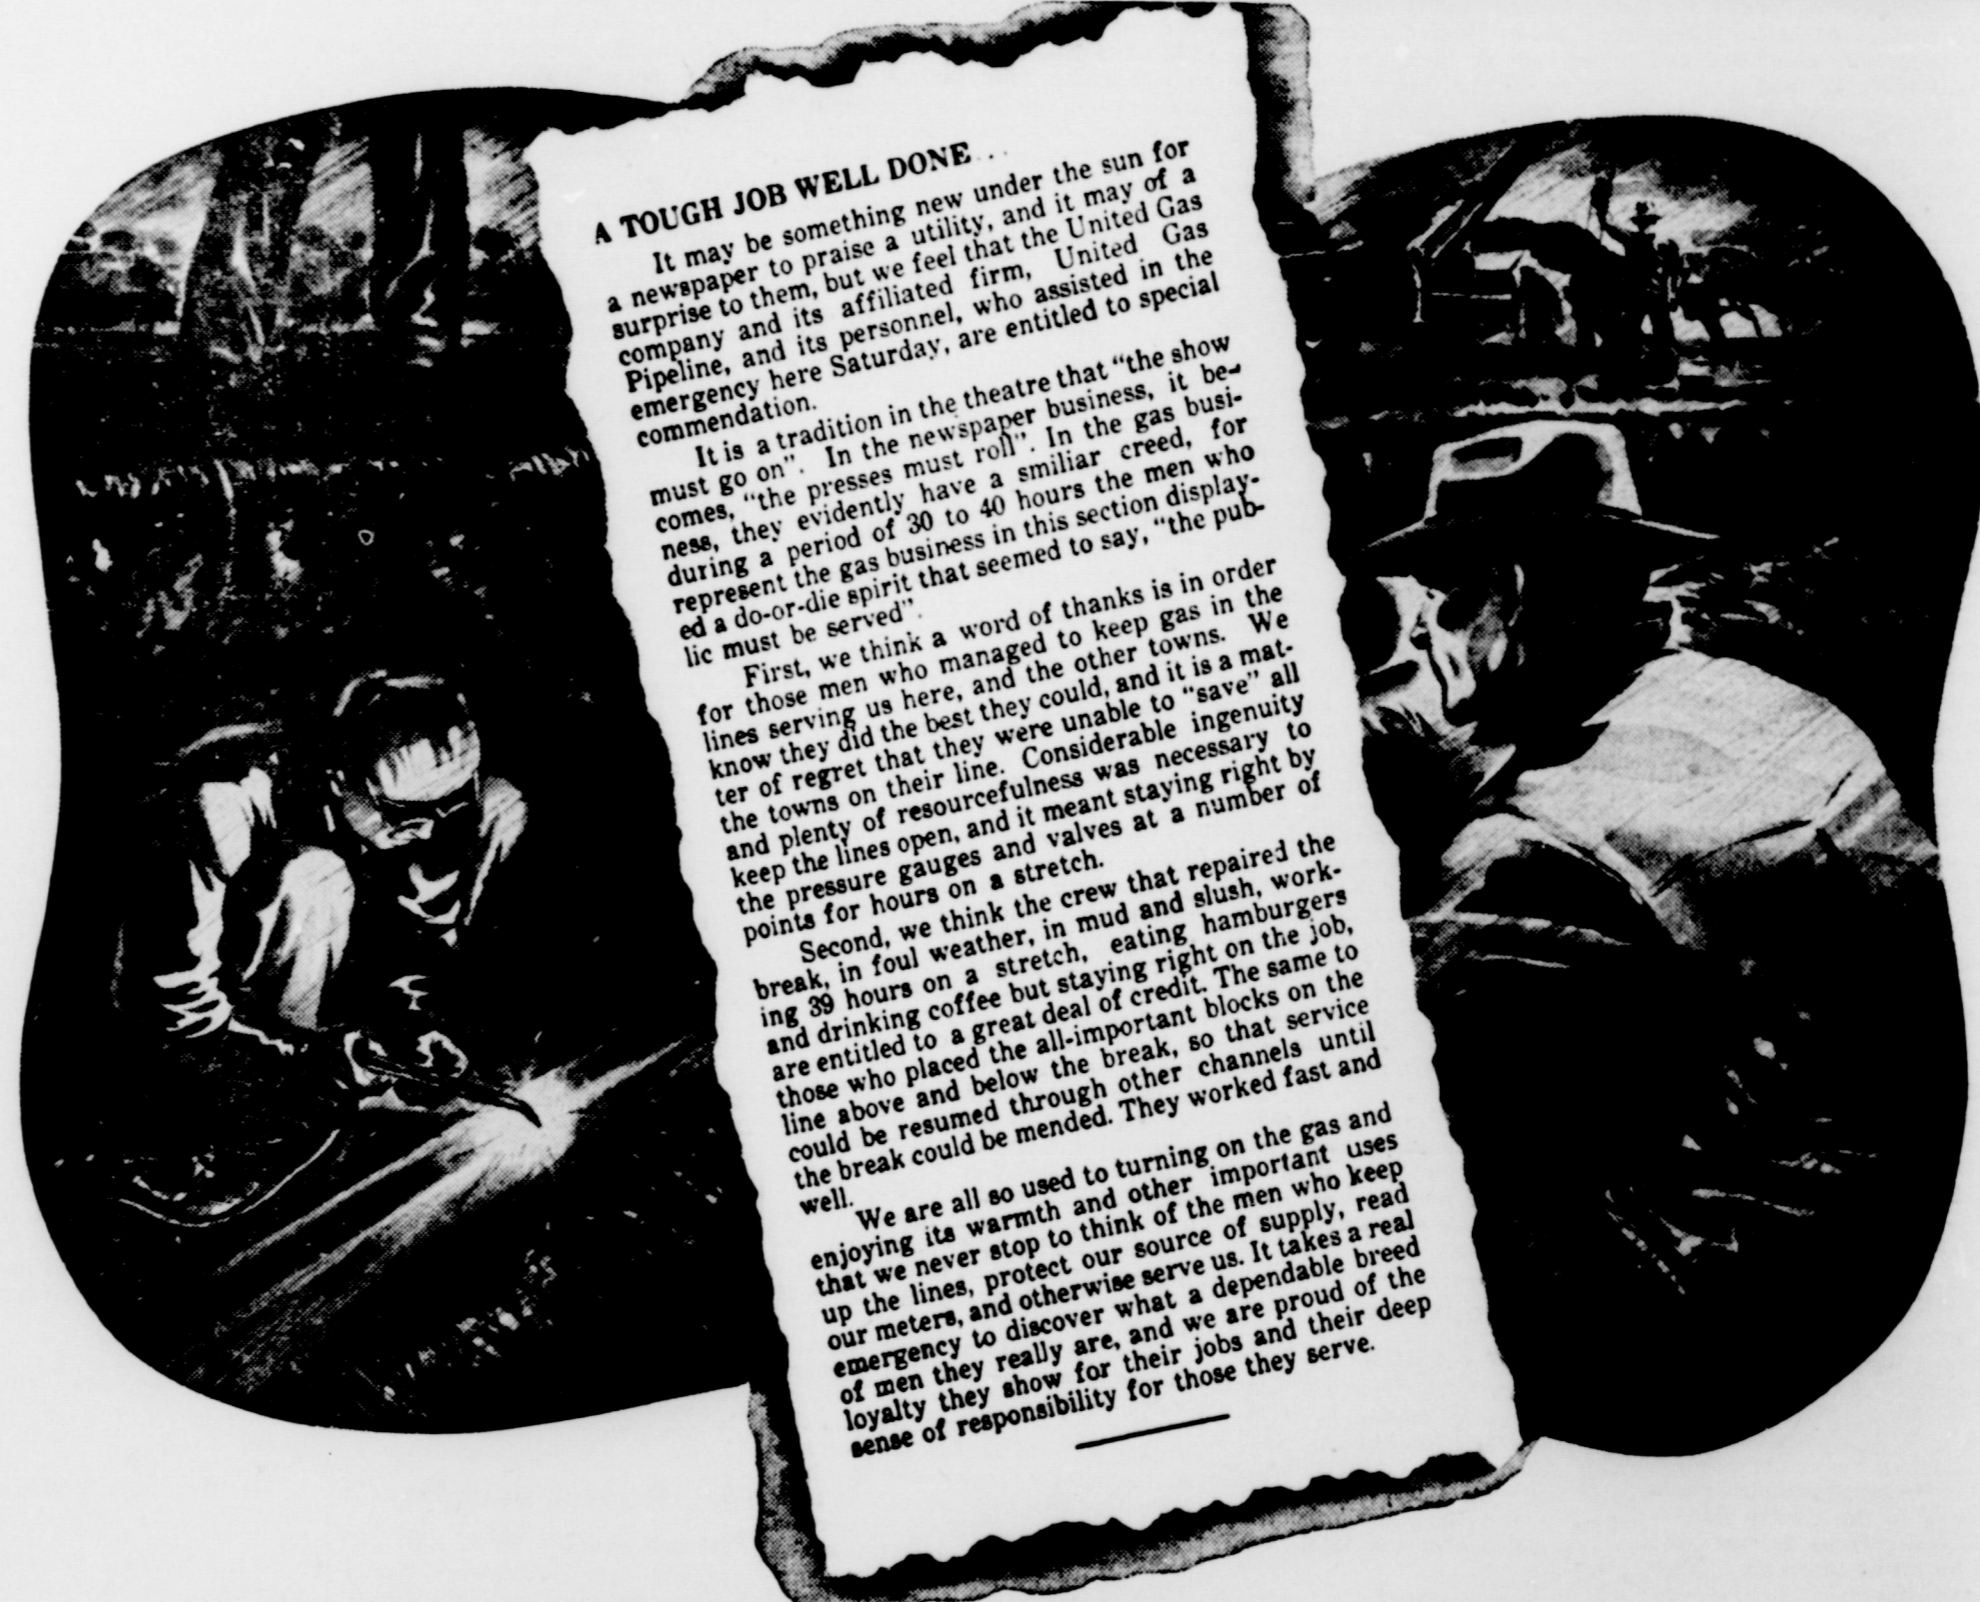 A TOUGH JOB WELL DONE...
It may be something new under the sun for
a newspaper to praise a utility, and it may of a
surprise to them, but we feel that the United Gas
company and its affiliated firm, United Gas
Pipeline, and its personnel, who assisted in the
emergency here Saturday, are entitled to special
commendation.
It is a tradition in the theatre that "the show
must go on". In the newspaper business, it be-
comes, "the presses must roll". In the gas busi-
ness, they evidently have a smiliar creed, for
during a period of 30 to 40 hours the men who
represent the gas business in this section display-
ed a do-or-die spirit that seemed to say, "the pub-
lic must be served".
First, we think a word of thanks is in order
for those men who managed to keep gas in the
lines serving us here, and the other towns. We
know they did the best they could, and it is a mat-
ter of regret that they were unable to "save" all
the towns on their line. Considerable ingenuity
and plenty of resourcefulness was necessary to
keep the lines open, and it meant staying right by
the pressure gauges and valves at a number of
points for hours on a stretch.
Second, we think the crew that repaired the
break, in foul weather, in mud and slush, work-
ing 39 hours on a stretch, eating hamburgers
and drinking coffee but staying right on the job,
are entitled to a great deal of credit. The same to
those who placed the all-important blocks on the
line above and below the break, so that service
could be resumed through other channels until
the break could be mended. They worked fast and
well.
We are all so used to turning on the gas and
enjoying its warmth and other important uses
that we never stop to think of the men who keep
up the lines, protect our source of supply, read
our meters, and otherwise serve us. It takes a real
emergency to discover what a dependable breed
of men they really are, and we are proud of the
loyalty they show for their jobs and their deep
sense of responsibility for those they serve.